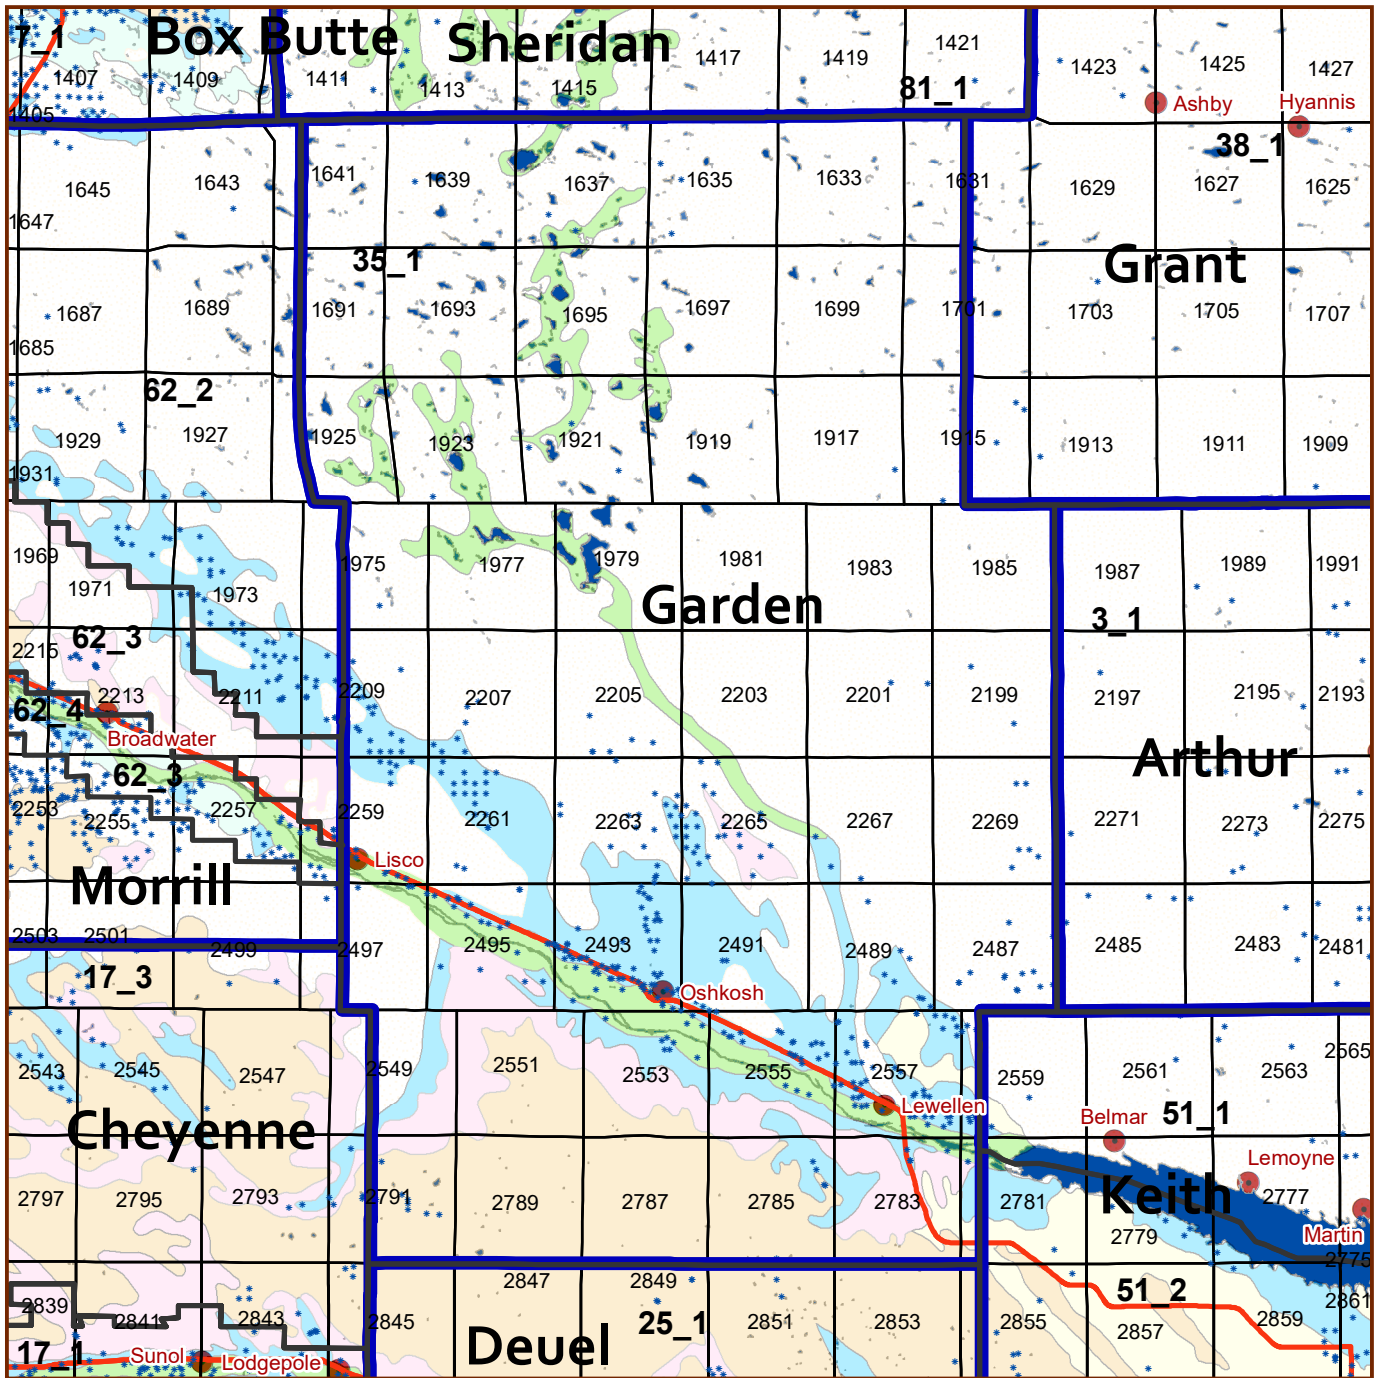 7_1 Box Butte Sheridan
1417 1419 1421
1407 1409 1411 1413 1415 81_1 1423 1425 1427
1405 Ashby Hyannis
38_1
1645 1643 1641 1639 1637 1635 1633 1631 1629 1627 1625
1647
35_1 Grant
1687 1689 1691 1693 1695 1697 1699 1701 1703 1705 1707
1685
62_2
1929 1927 1925 1923 1921 1919 1917 1915 1913 1911 1909
1931
1969 1975 1977 1979 1981 1983 1985 1987 1989 1991
1971 1973
Garden 3_1
2215 62_3
2213 2211 2209 2207 2205 2203 2201 2199 2197 2195 2193
62_4
Broadwater
62_3 Arthur
2253 2255 2257 2259 2261 2263 2265 2267 2269 2271 2273 2275
Lisco
Morrill
2503 2501 2499 2497 2495 2493 2491 2489 2487 2485 2483 2481
17_3
Oshkosh
2543 2545 2547 2549 2551 2553 2555 2557 2559 2561 2563 2565
Lewellen Belmar 51_1
Cheyenne
Lemoyne
2797 2795 2793 2791 2789 2787 2785 2783 2781 Keith 2777
2779 Martin
2775
2847 2849
2839 51_2 2861
2841 2843 2845 25_1 2851 2853 2855 2857 2859
17_1 Sunol Lodgepole Deuel